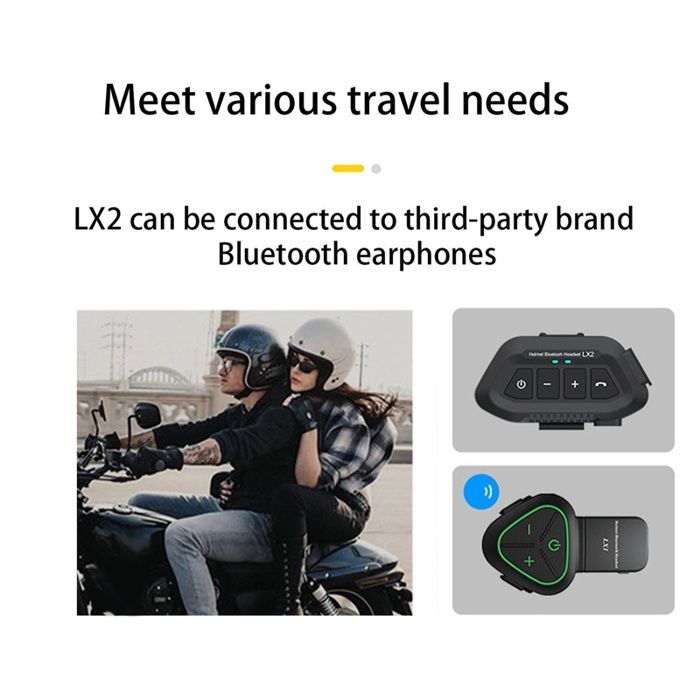 Meet various travel needs
LX2 can be connected to third-party brand
Bluetooth earphones
Helmet Bluetooth Headset LX2
LX1